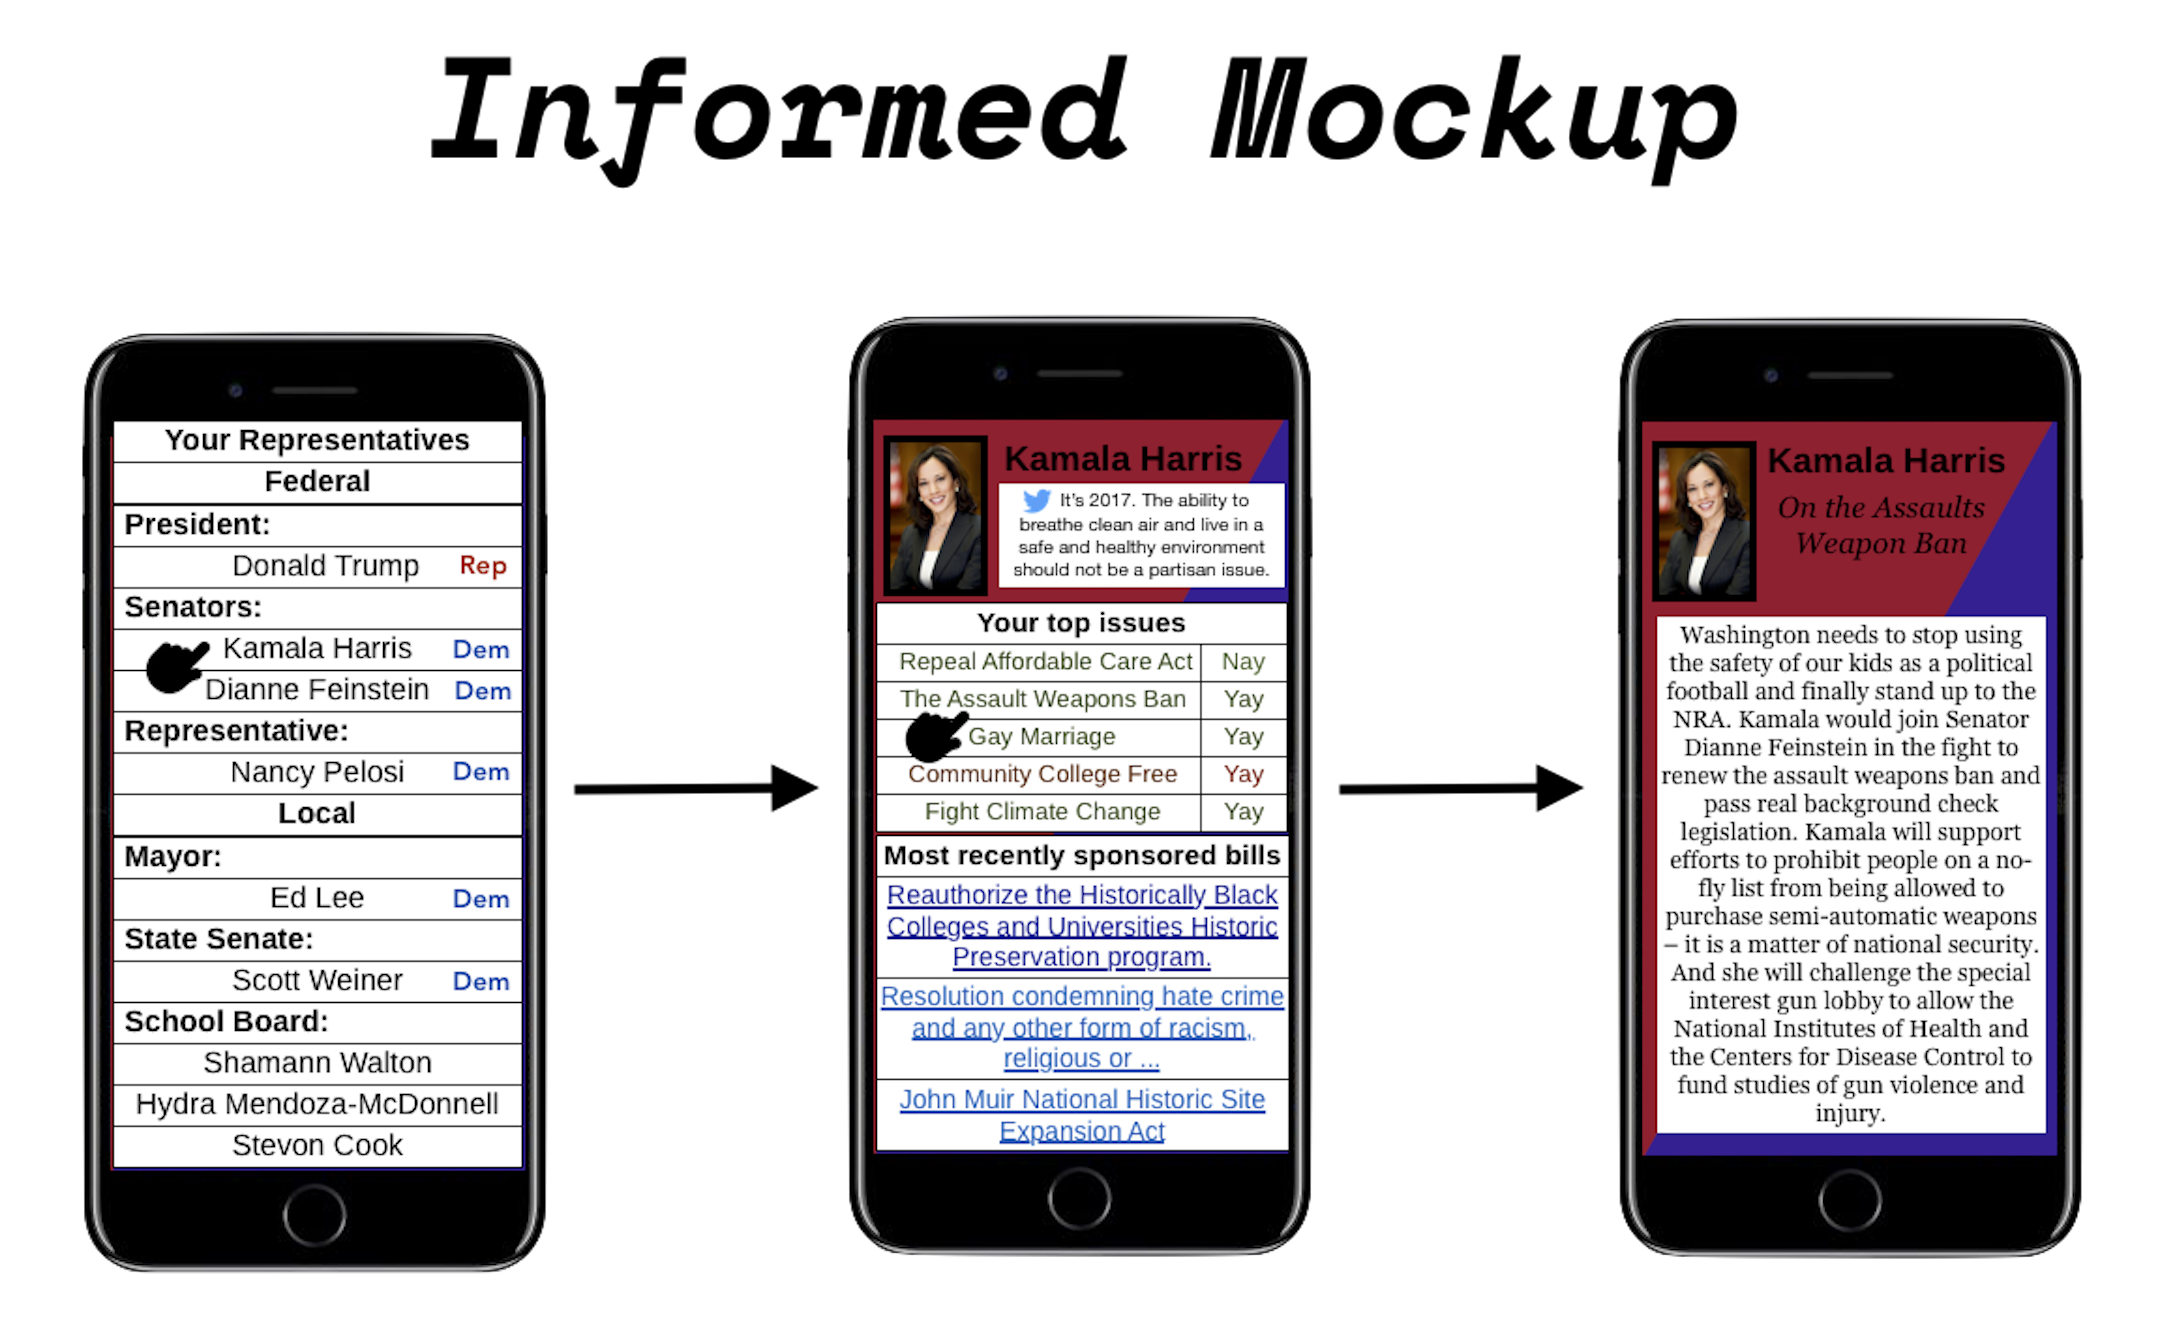 Informed Mockup
Your Representatives
Federal
President:
Donald Trump Rep
Senators:
Kamala Harris Dem
Dianne Feinstein Dem
Representative:
Nancy Pelosi Dem
Local
Mayor:
Ed Lee Dem
State Senate:
Scott Weiner Dem
School Board:
Shamann Walton
Hydra Mendoza-McDonnell
Stevon Cook
Kamala Harris
It's 2017. The ability to
breathe clean air and live in a
safe and healthy environment
should not be a partisan issue.
Your top issues
Repeal Affordable Care Act Nay
The Assault Weapons Ban Yay
Gay Marriage Yay
Community College Free Yay
Fight Climate Change Yay
Most recently sponsored bills
Reauthorize the Historically Black
Colleges and Universities Historic
Preservation program.
Resolution condemning hate crime
and any other form of racism,
religious or ...
John Muir National Historic Site
Expansion Act
Kamala Harris
On the Assaults
Weapon Ban
Washington needs to stop using
the safety of our kids as a political
football and finally stand up to the
NRA. Kamala would join Senator
Dianne Feinstein in the fight to
renew the assault weapons ban and
pass real background check
legislation. Kamala will support
efforts to prohibit people on a no-
fly list from being allowed to
purchase semi-automatic weapons
– it is a matter of national security.
And she will challenge the special
interest gun lobby to allow the
National Institutes of Health and
the Centers for Disease Control to
fund studies of gun violence and
injury.